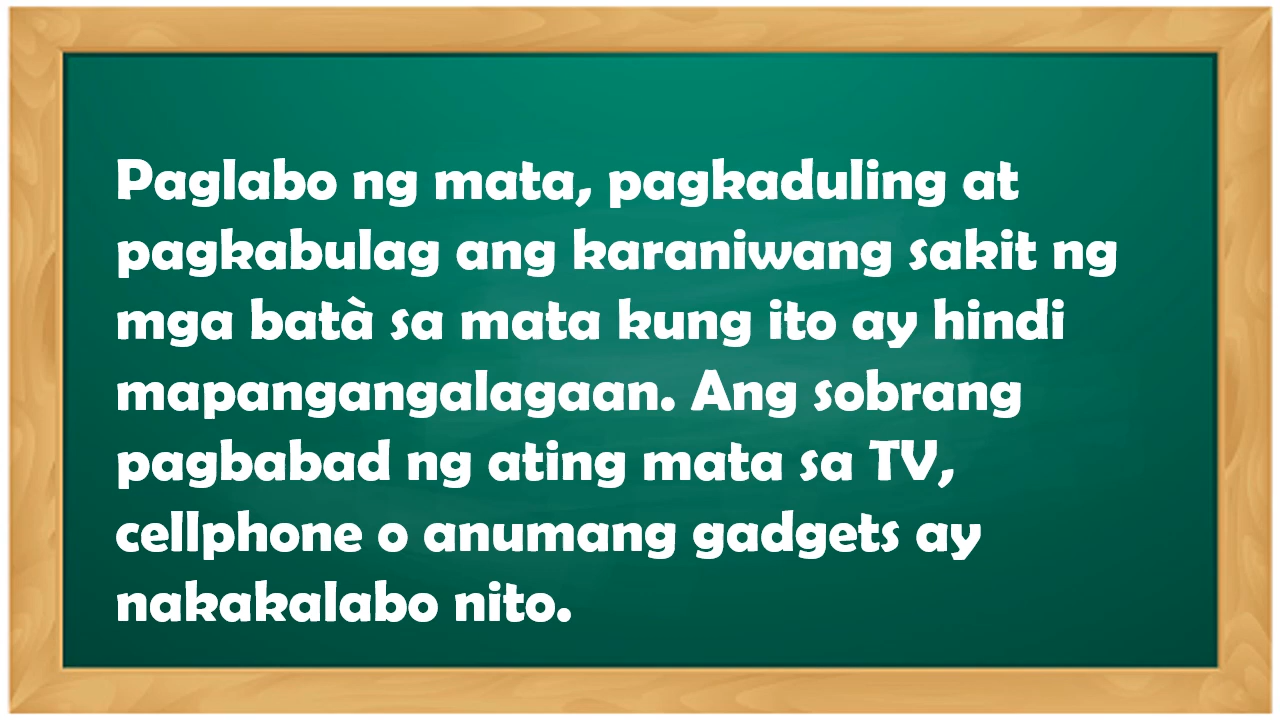 Paglabo ng mata, pagkaduling at
pagkabulag ang karaniwang sakit ng
mga batà sa mata kung ito ay hindi
mapangangalagaan. Ang sobrang
pagbabad ng ating mata sa TV,
cellphone o anumang gadgets ay
nakakalabo nito.